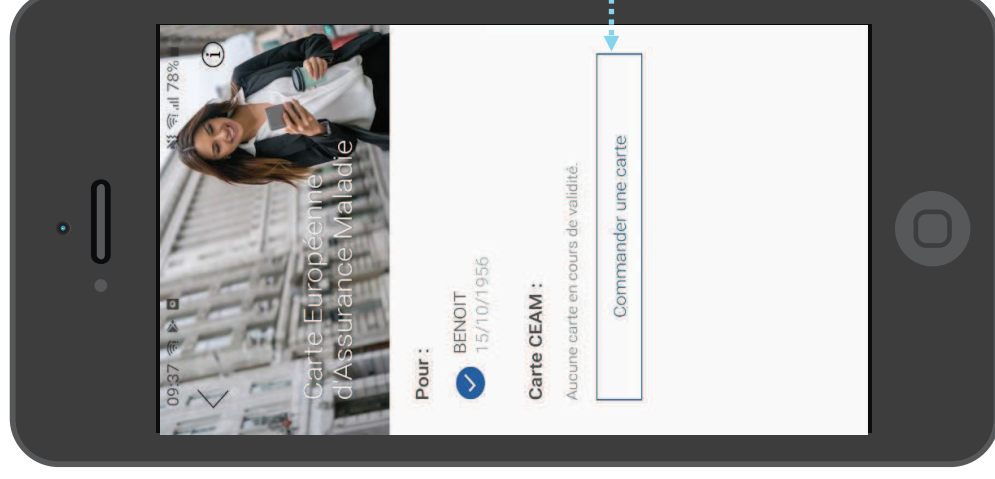 09:37
78%
Carte Européenne
d'Assurance Maladie
Pour :
BENOIT
15/10/1956
Carte CEAM :
Aucune carte en cours de validité.
Commander une carte